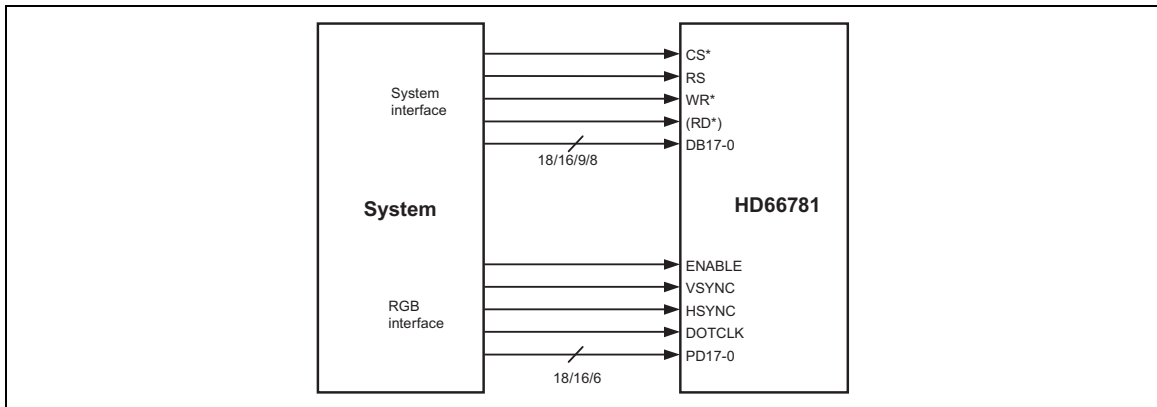 System
interface
CS*
RS
WR*
(RD*)
DB17-0
18/16/9/8
System
HD66781
RGB
interface
ENABLE
VSYNC
HSYNC
DOTCLK
PD17-0
18/16/6